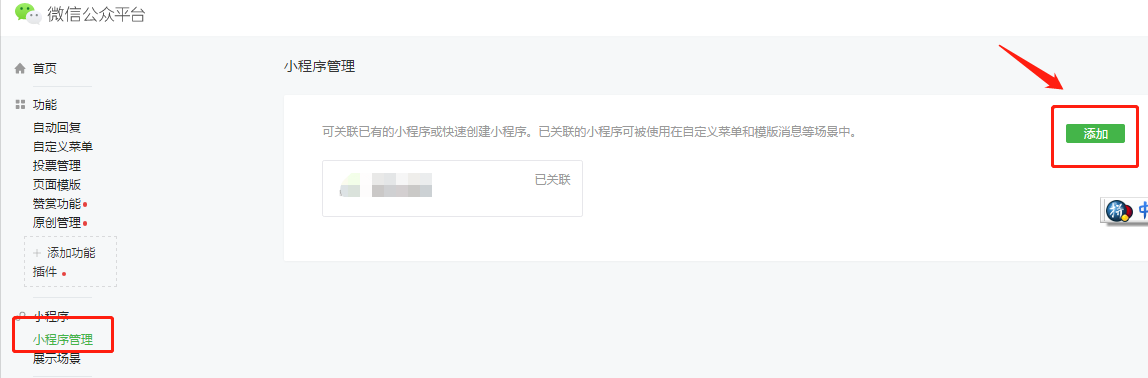 微信公众平台
首页
小程序管理
功能
自动回复
自定义菜单
投票管理
页面模版
赞赏功能
原创管理
可关联已有的小程序或快速创建小程序。已关联的小程序可被使用在自定义菜单和模版消息等场景中。
添加
已关联
拼 中
+ 添加功能
插件
小程序
小程序管理
展示场景